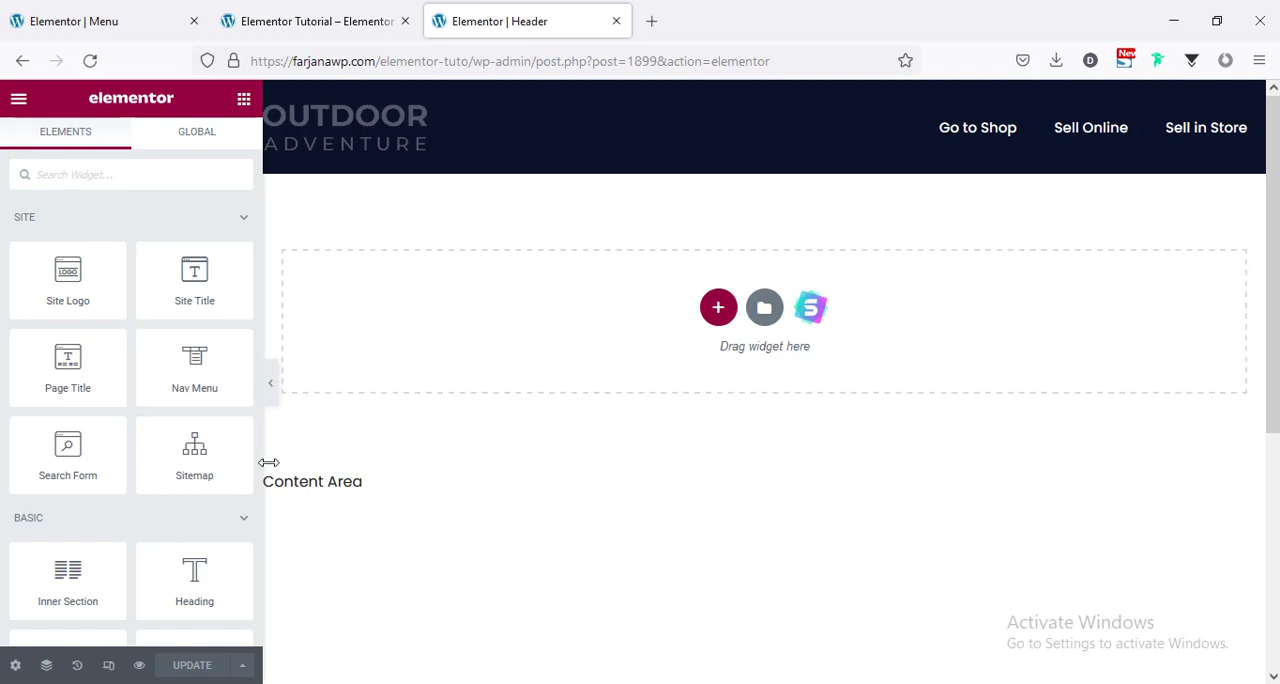 Elementor | Menu
Elementor Tutorial – Elementor
Elementor | Header
https://farjanawp.com/elementor-tuto/wp-admin/post.php?post=1899&action=elementor
D
New
elementor
ELEMENTS
GLOBAL
Search Widget...
SITE
LOGO
Site Logo
T
Site Title
T
Page Title
Nav Menu
Search Form
Sitemap
BASIC
Inner Section
T
Heading
UPDATE
OUTDOOR
ADVENTURE
Go to Shop
Sell Online
Sell in Store
S
Drag widget here
Content Area
Activate Windows
Go to Settings to activate Windows.